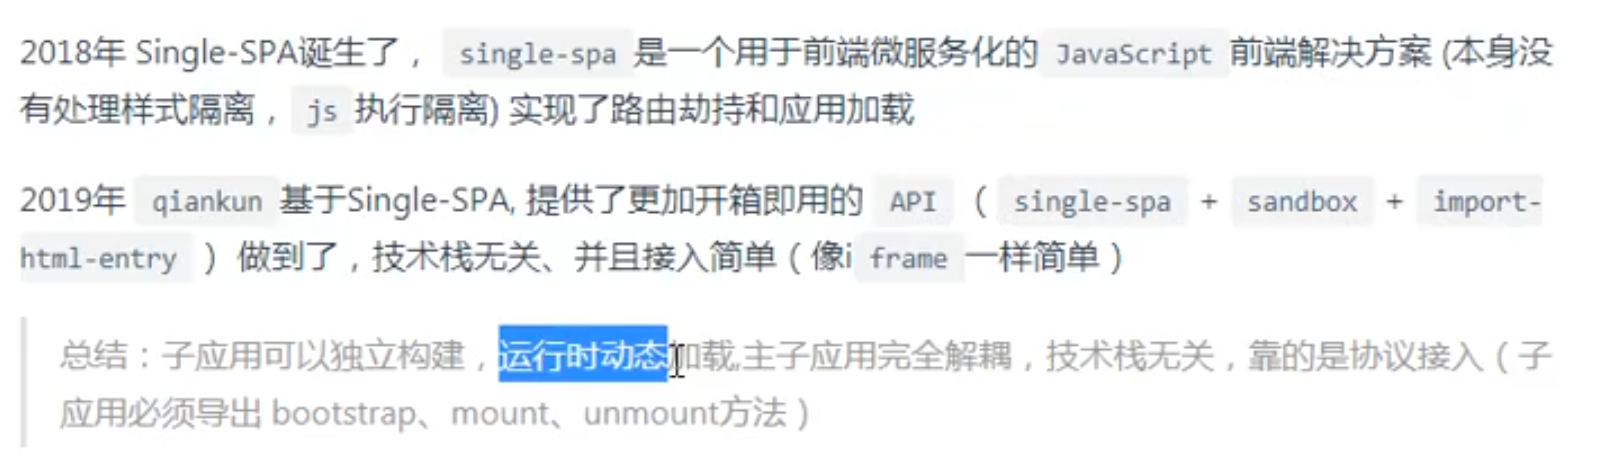 2018年 Single-SPA诞生了， single-spa 是一个用于前端微服务化的 JavaScript 前端解决方案 (本身没
有处理样式隔离， js 执行隔离) 实现了路由劫持和应用加载
2019年 qiankun 基于Single-SPA, 提供了更加开箱即用的 API （ single-spa + sandbox + import-
html-entry ） 做到了，技术栈无关、并且接入简单（像i frame 一样简单）
总结：子应用可以独立构建，运行时动态加载,主子应用完全解耦，技术栈无关，靠的是协议接入（子
应用必须导出 bootstrap、mount、unmount方法）